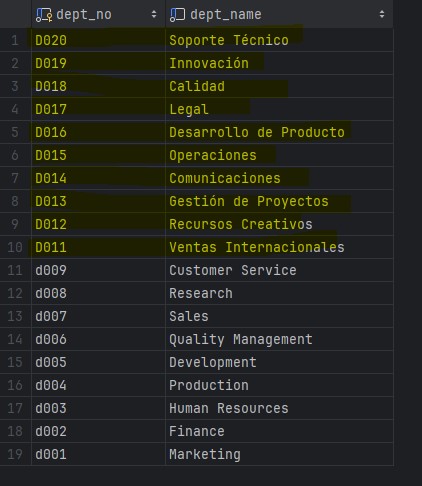 dept_no dept_name
1 D020 Soporte Técnico
2 D019 Innovación
3 D018 Calidad
4 D017 Legal
5 D016 Desarrollo de Producto
6 D015 Operaciones
7 D014 Comunicaciones
8 D013 Gestión de Proyectos
9 D012 Recursos Creativos
10 D011 Ventas Internacionales
11 d009 Customer Service
12 d008 Research
13 d007 Sales
14 d006 Quality Management
15 d005 Development
16 d004 Production
17 d003 Human Resources
18 d002 Finance
19 d001 Marketing